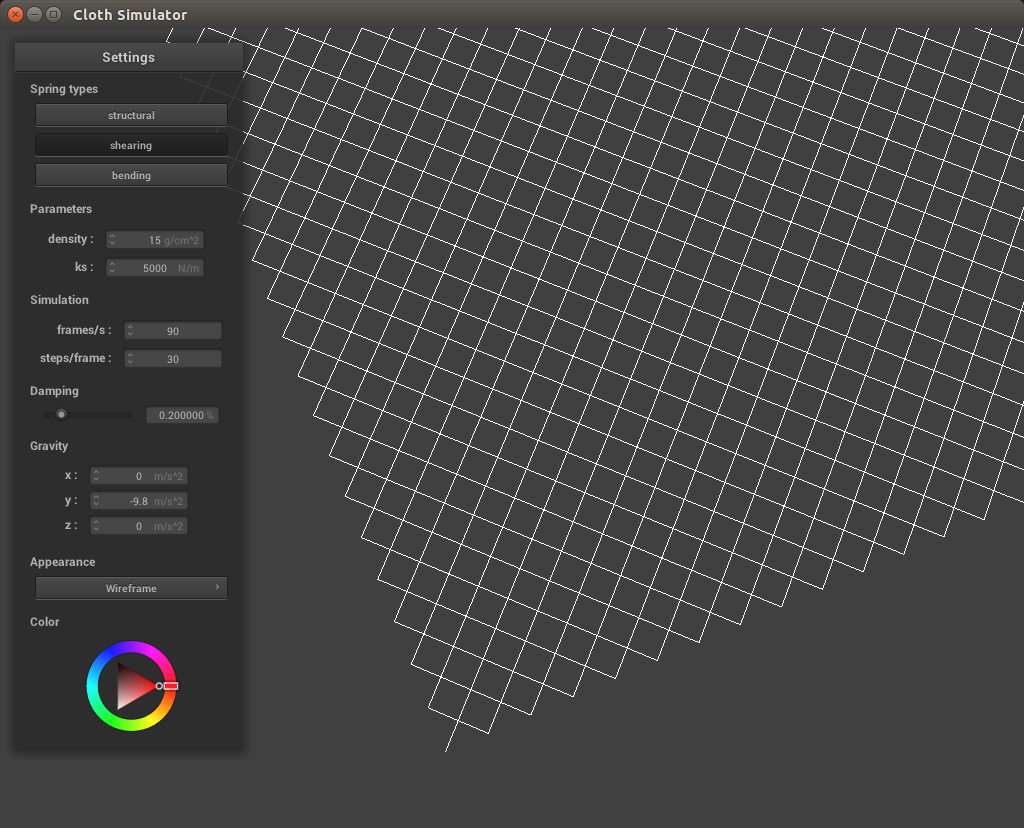 Cloth Simulator
Settings
Spring types
structural
shearing
bending
Parameters
density : 15 g/cm^2
ks : 5000 N/m
Simulation
frames/s : 90
steps/frame : 30
Damping
0.200000 %
Gravity
x : 0 m/s^2
y : -9.8 m/s^2
z : 0 m/s^2
Appearance
Wireframe ›
Color